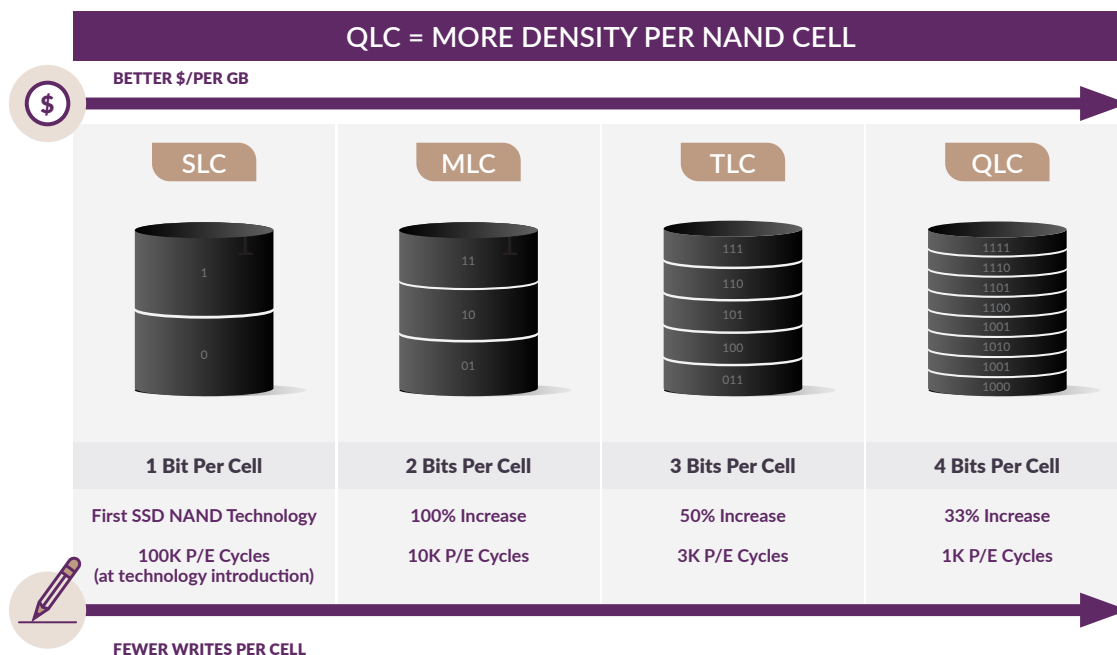 QLC = MORE DENSITY PER NAND CELL
BETTER $/PER GB
$
SLC
MLC
TLC
QLC
1
1
0
1
11
10
01
111
110
101
100
011
1111
1110
1101
1100
1001
1010
1001
1000
1 Bit Per Cell
2 Bits Per Cell
3 Bits Per Cell
4 Bits Per Cell
First SSD NAND Technology
100% Increase
50% Increase
33% Increase
100K P/E Cycles
(at technology introduction)
10K P/E Cycles
3K P/E Cycles
1K P/E Cycles
FEWER WRITES PER CELL